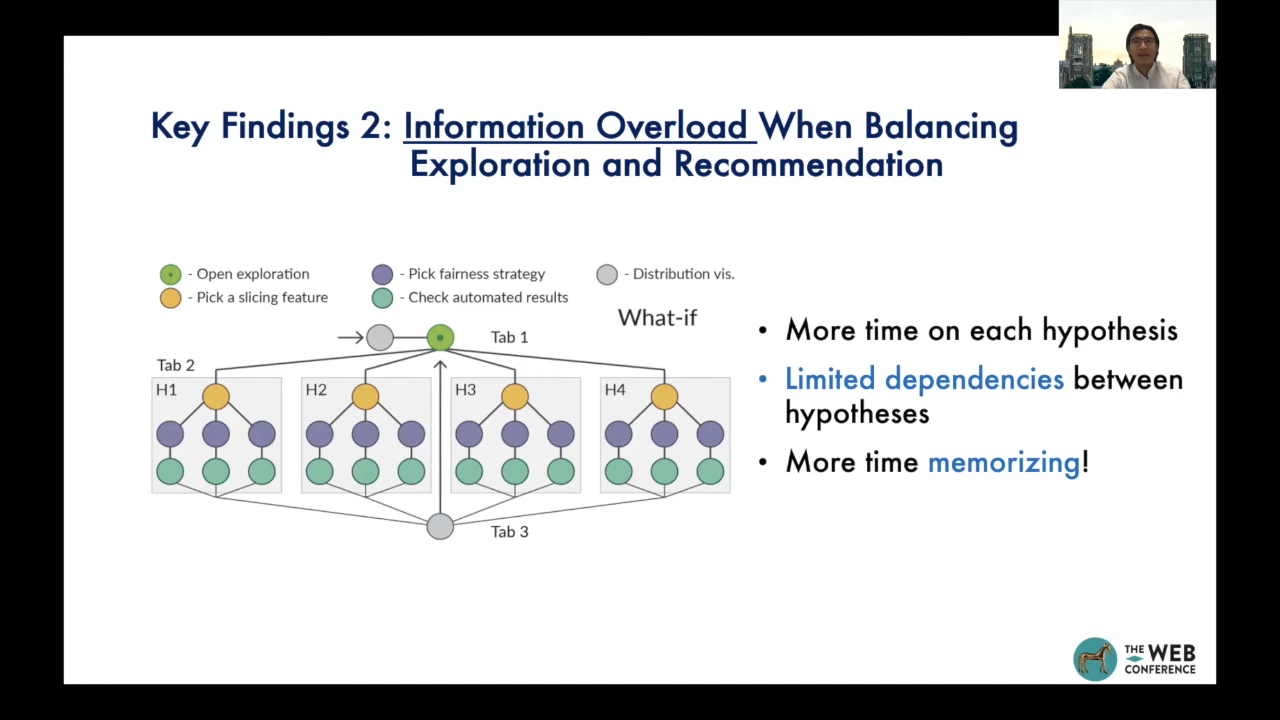 Key Findings 2: Information Overload When Balancing
Exploration and Recommendation
- Open exploration
- Pick fairness strategy
- Distribution vis.
- Pick a slicing feature
- Check automated results
What-if
Tab 1
Tab 2
H1
H2
H3
H4
Tab 3
• More time on each hypothesis
• Limited dependencies between
hypotheses
• More time memorizing!
THE WEB
CONFERENCE